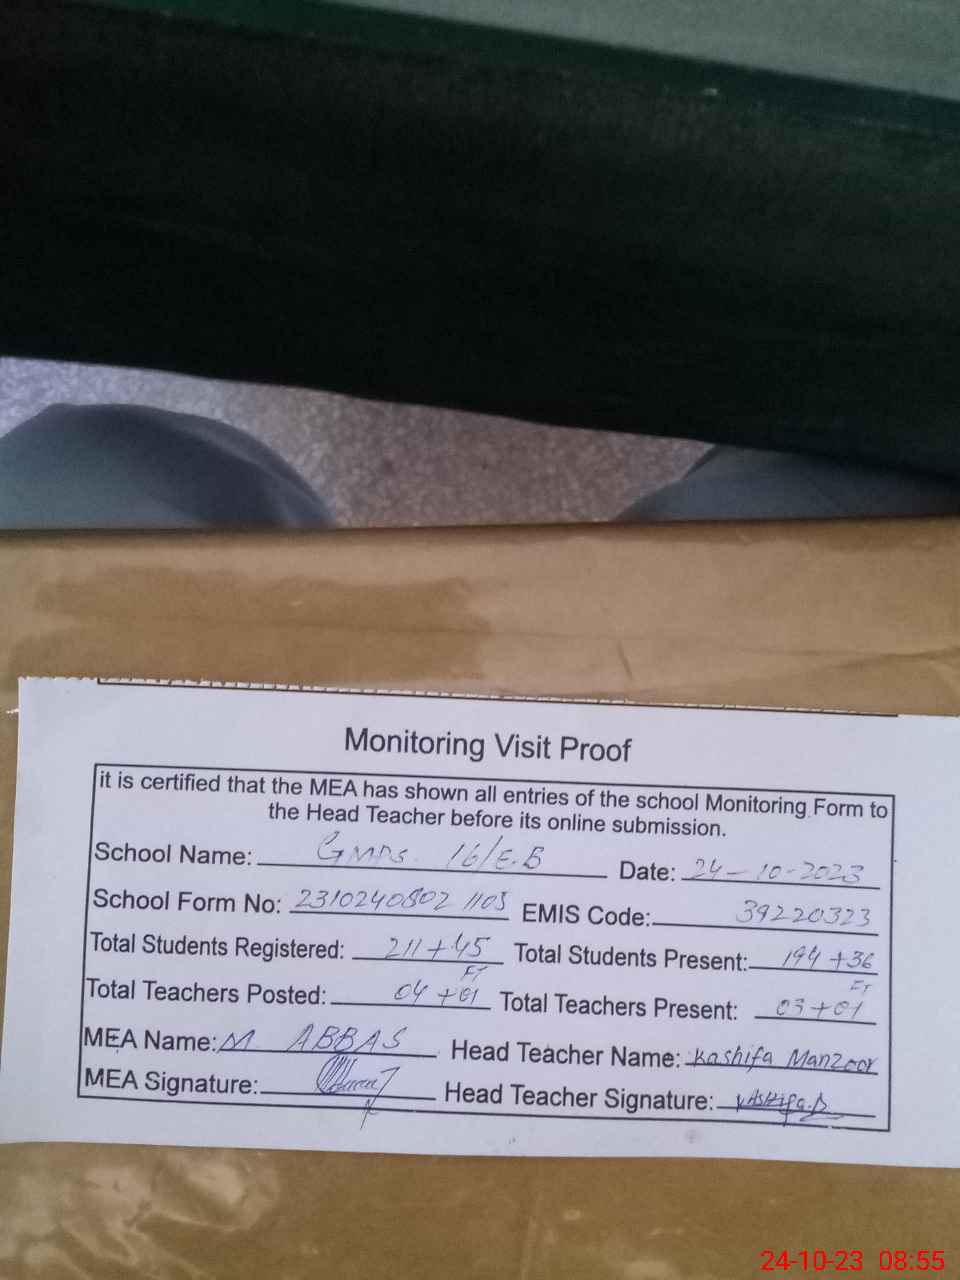 Monitoring Visit Proof
it is certified that the MEA has shown all entries of the school Monitoring Form to
the Head Teacher before its online submission.
School Name: GMPS. 16/E.B Date: 24-10-2023
School Form No: 2310240802 1105 EMIS Code: 39220323
Total Students Registered: 211+45 Total Students Present: 194+36
Total Teachers Posted: 04+01 FT Total Teachers Present: 03+01 FT
MEA Name: M ABBAS Head Teacher Name: Kashifa Manzoor
MEA Signature: Head Teacher Signature: Kashifa
24-10-23 08:55